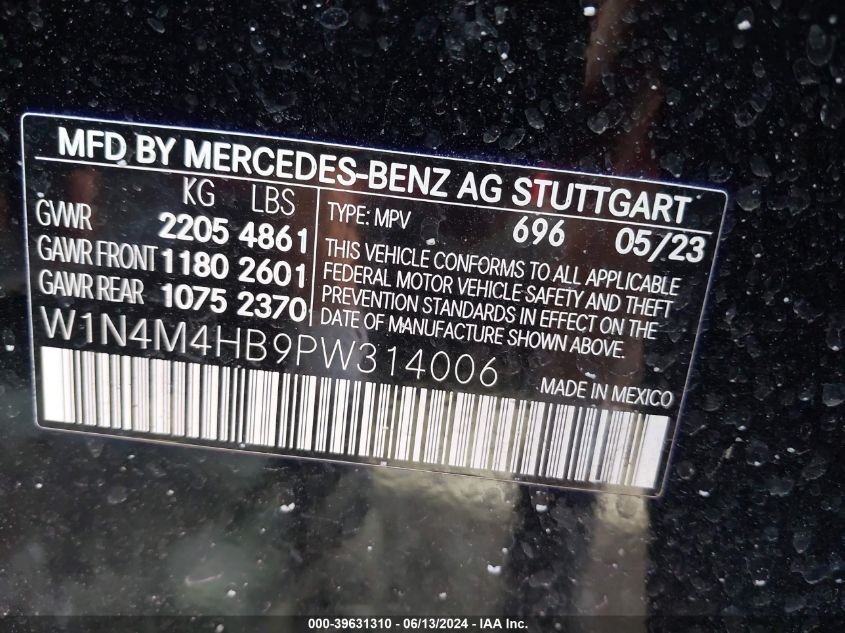 MFD BY MERCEDES-BENZ AG STUTTGART
KG LBS
GVWR 2205 4861
GAWR FRONT 1180 2601
GAWR REAR 1075 2370
TYPE: MPV 696 05/23
THIS VEHICLE CONFORMS TO ALL APPLICABLE
FEDERAL MOTOR VEHICLE SAFETY AND THEFT
PREVENTION STANDARDS IN EFFECT ON THE
DATE OF MANUFACTURE SHOWN ABOVE.
W1N4M4HB9PW314006
MADE IN MEXICO
000-39631310 - 06/13/2024 - IAA Inc.